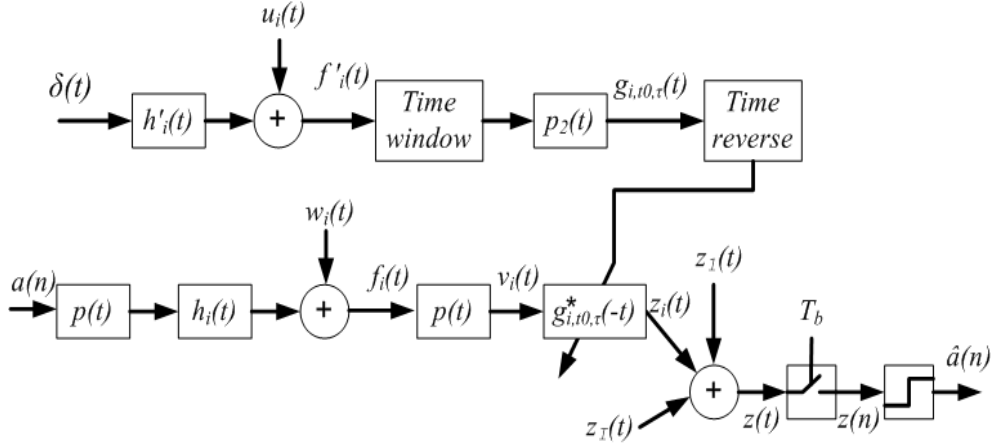 u_i(t)
δ(t)
h'_i(t)
+
f'_i(t)
Time
window
p_2(t)
g_{i,t0,τ}(t)
Time
reverse
w_i(t)
a(n)
p(t)
h_i(t)
+
f_i(t)
p(t)
v_i(t)
g^*_{i,t0,τ}(-t)
z_i(t)
z_1(t)
+
z_I(t)
z(t)
T_b
z(n)
â(n)